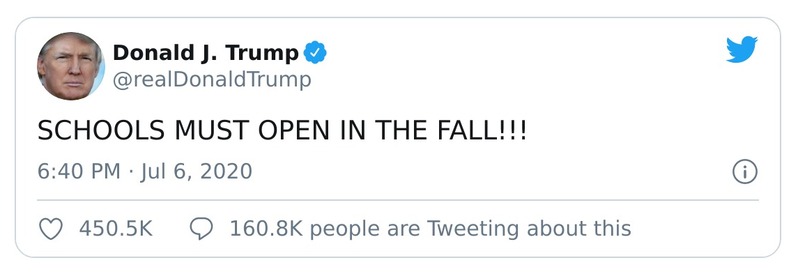 Donald J. Trump
@realDonaldTrump
SCHOOLS MUST OPEN IN THE FALL!!!
6:40 PM · Jul 6, 2020
450.5K 160.8K people are Tweeting about this